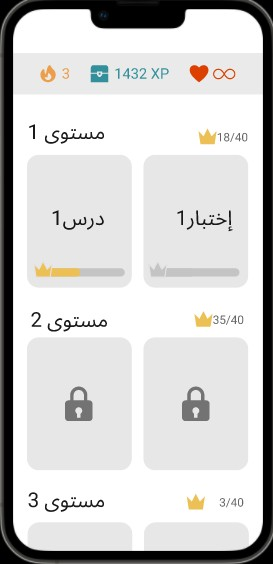 3 1432 XP ∞
مستوى 1 18/40
درس1
إختبار1
مستوى 2 35/40
مستوى 3 3/40